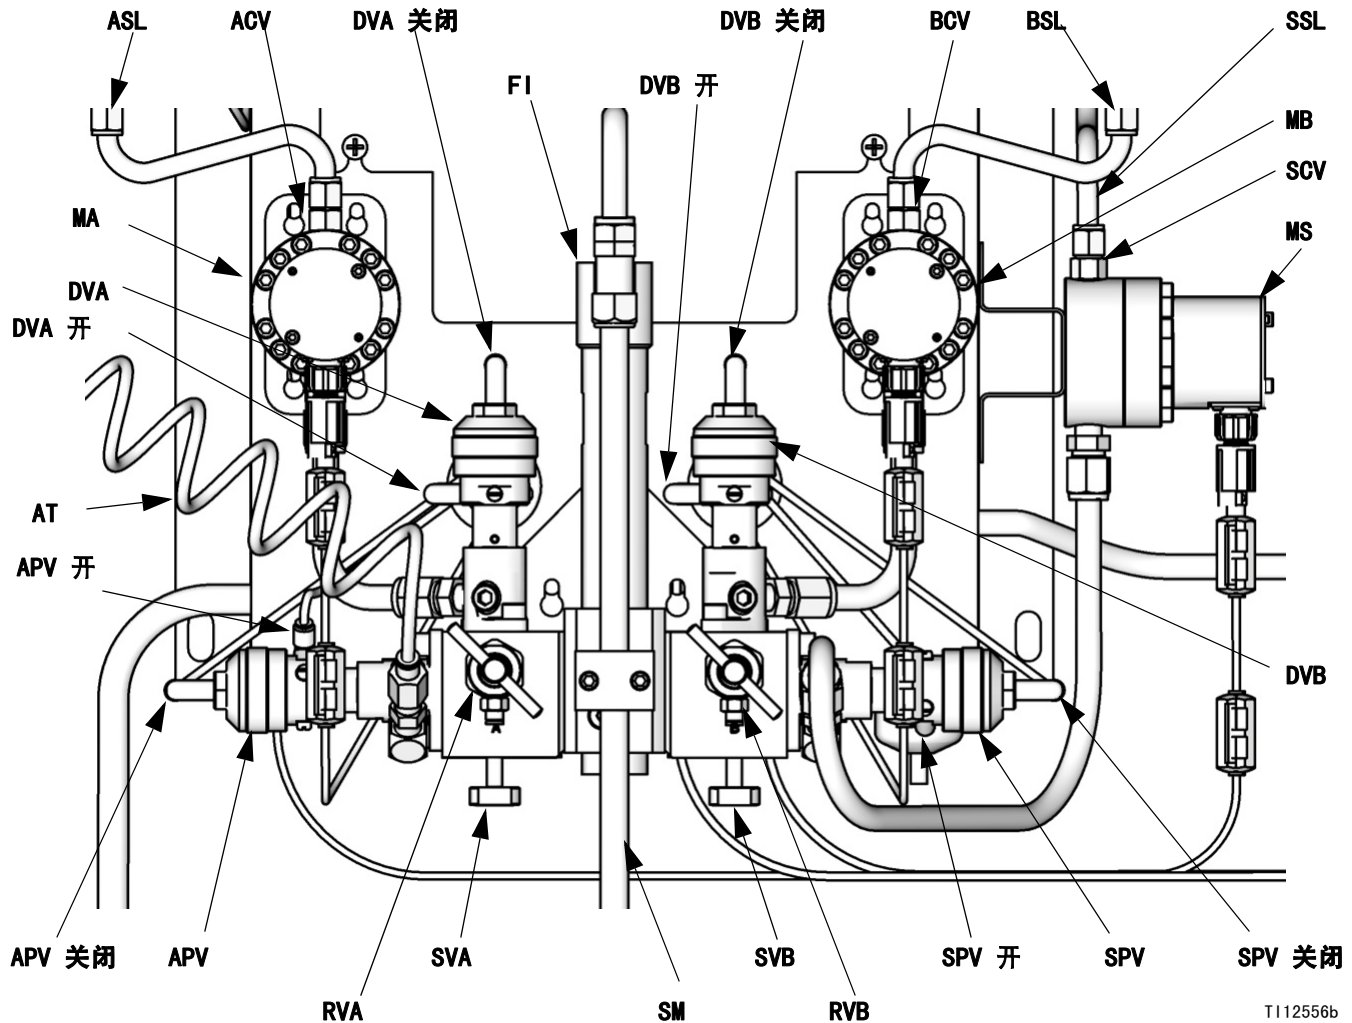 ASL ACV DVA 关闭 DVB 关闭 BCV BSL SSL
FI DVB 开
MB
SCV
MA MS
DVA
DVA 开
AT
APV 开
DVB
APV 关闭 APV SVA SVB SPV 开 SPV SPV 关闭
RVA SM RVB
TI12556b
A
B